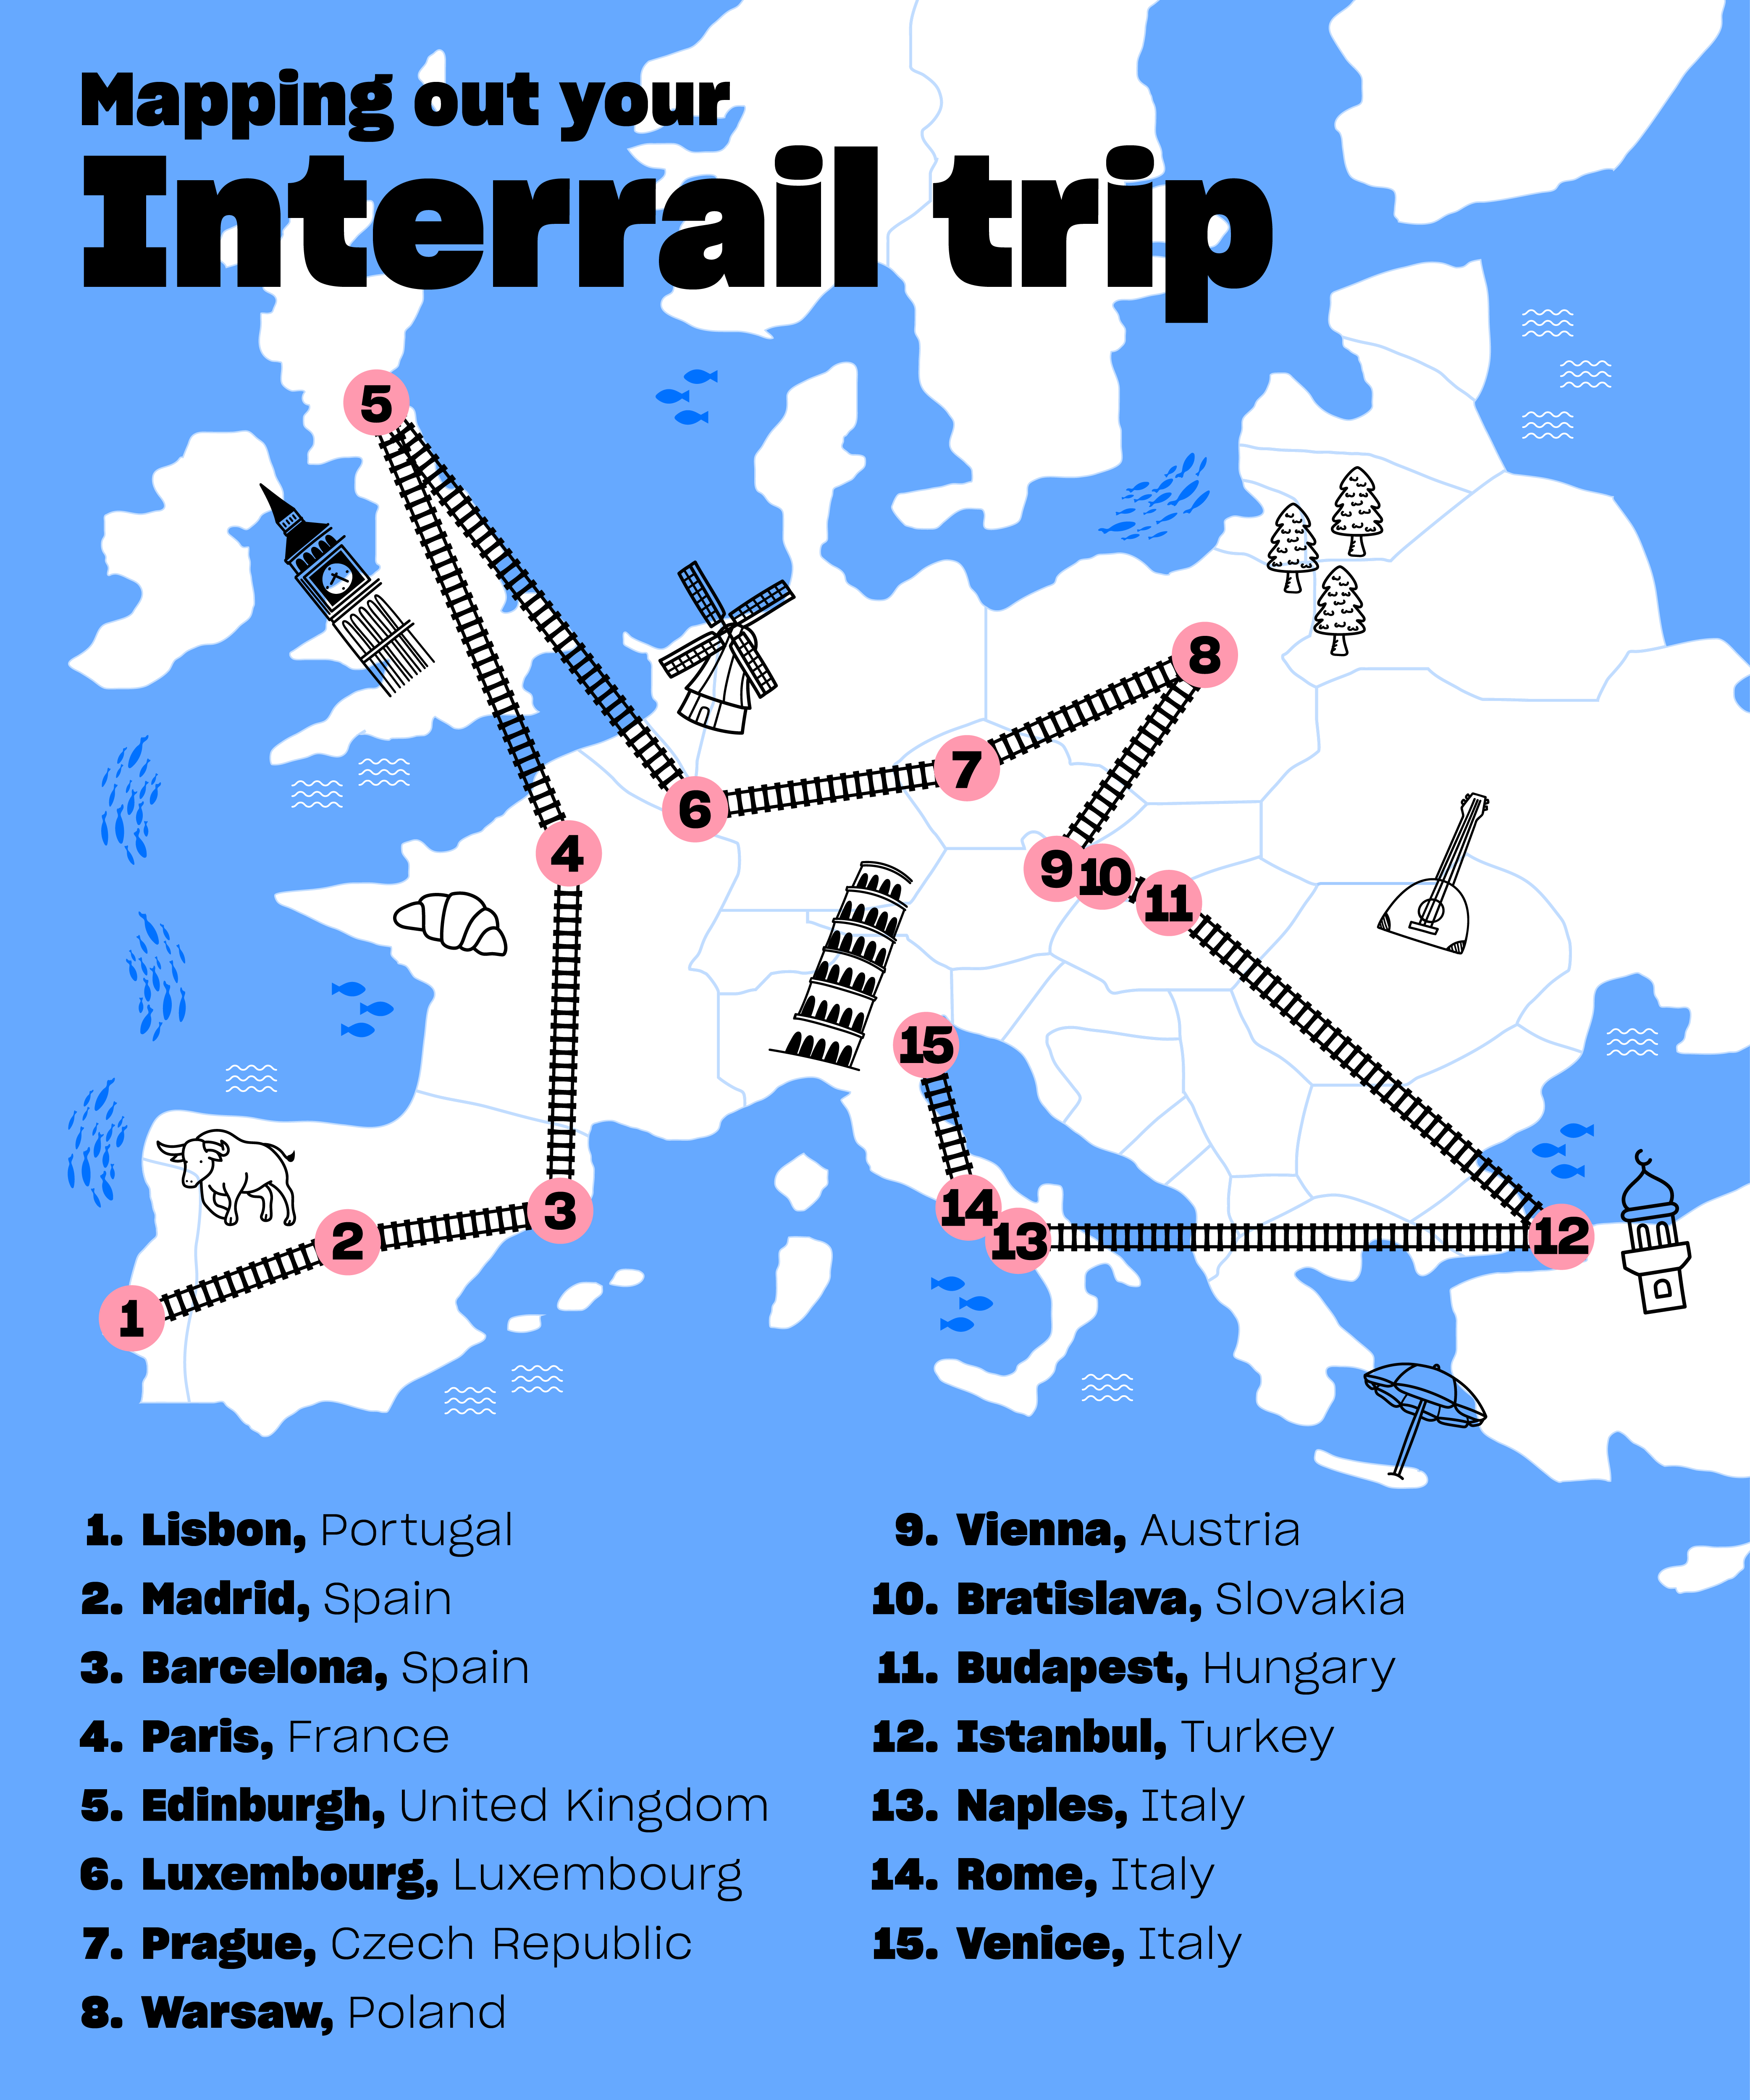 Mapping out your
Interrail trip
5
8
7
6
4
9
10
11
15
14
3
13
12
2
1
1. Lisbon, Portugal
2. Madrid, Spain
3. Barcelona, Spain
4. Paris, France
5. Edinburgh, United Kingdom
6. Luxembourg, Luxembourg
7. Prague, Czech Republic
8. Warsaw, Poland
9. Vienna, Austria
10. Bratislava, Slovakia
11. Budapest, Hungary
12. Istanbul, Turkey
13. Naples, Italy
14. Rome, Italy
15. Venice, Italy